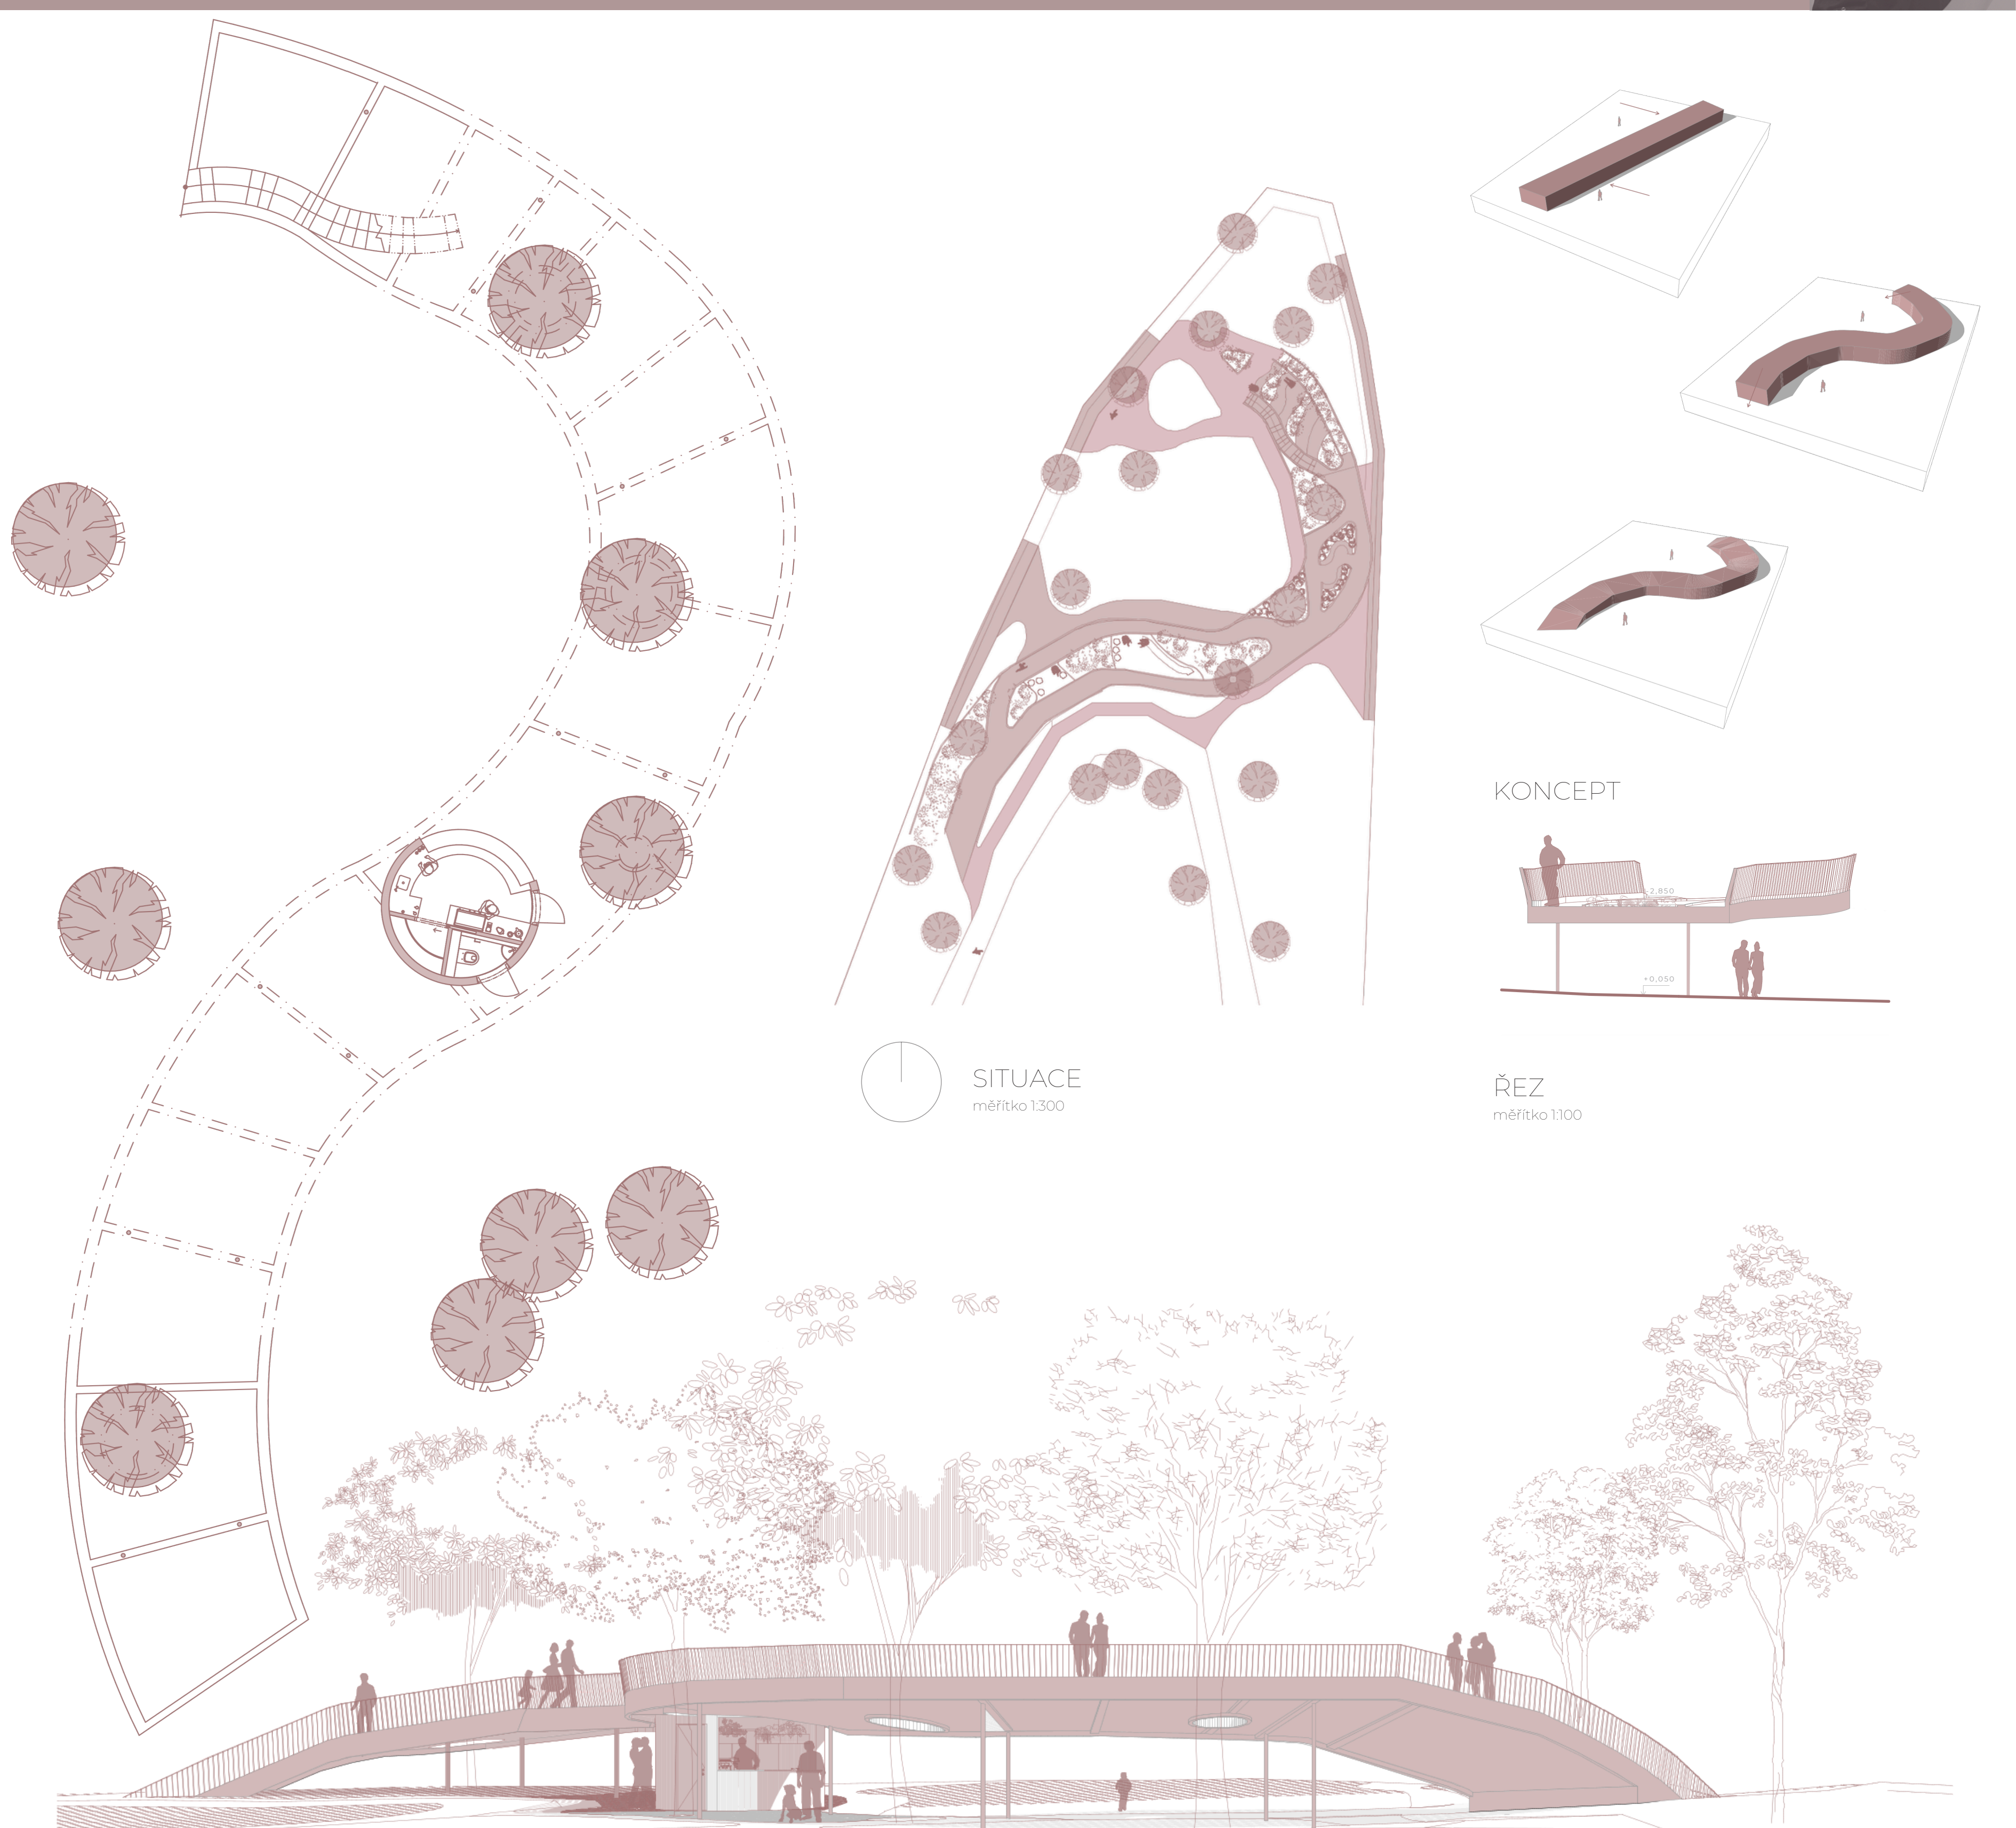 KONCEPT
+2,850
+0,050
SITUACE
měřítko 1:300
ŘEZ
měřítko 1:100